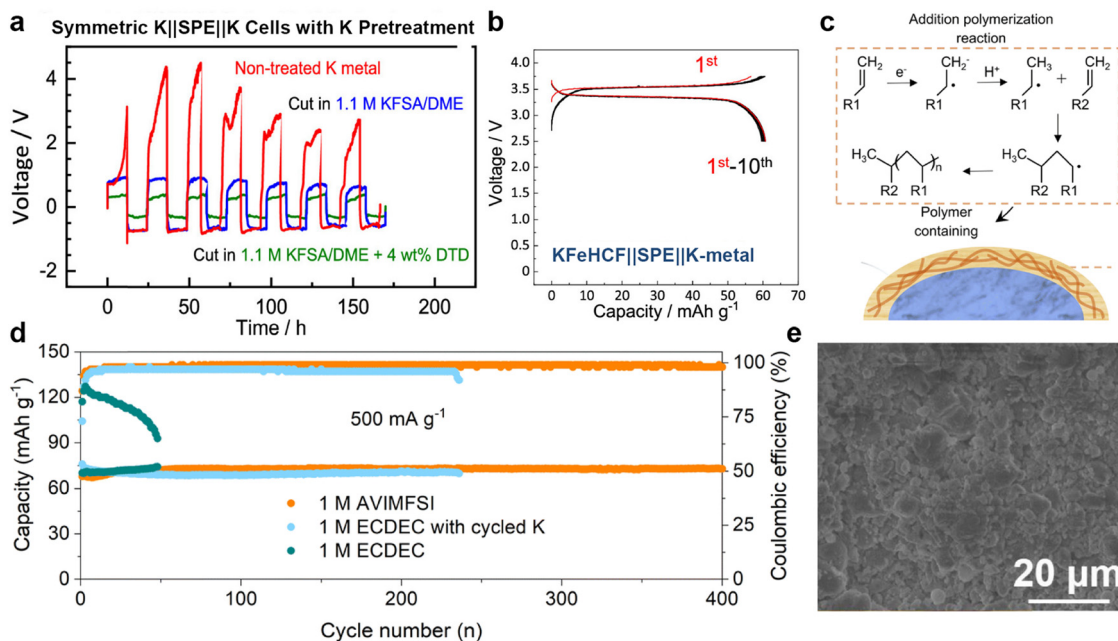 a
Symmetric K||SPE||K Cells with K Pretreatment
Voltage / V
4
2
0
-2
Non-treated K metal
Cut in 1.1 M KFSA/DME
Cut in 1.1 M KFSA/DME + 4 wt% DTD
0 50 100 150 200
Time / h
b
Voltage / V
4.0
3.5
3.0
2.5
2.0
1.5
1.0
0.5
0
1st
1st-10th
KFeHCF||SPE||K-metal
0 10 20 30 40 50 60 70
Capacity / mAh g-1
c
Addition polymerization
reaction
CH2 CH2- CH3 CH2
e- H+ +
R1 R1 R1 R2
H3C H3C
n
R2 R1 R2 R1
Polymer
containing
d
Capacity (mAh g-1)
150
120
90
60
30
0
500 mA g-1
1 M AVIMFSI
1 M ECDEC with cycled K
1 M ECDEC
100
75
50
25
0
Coulombic efficiency (%)
0 100 200 300 400
Cycle number (n)
e
20 μm